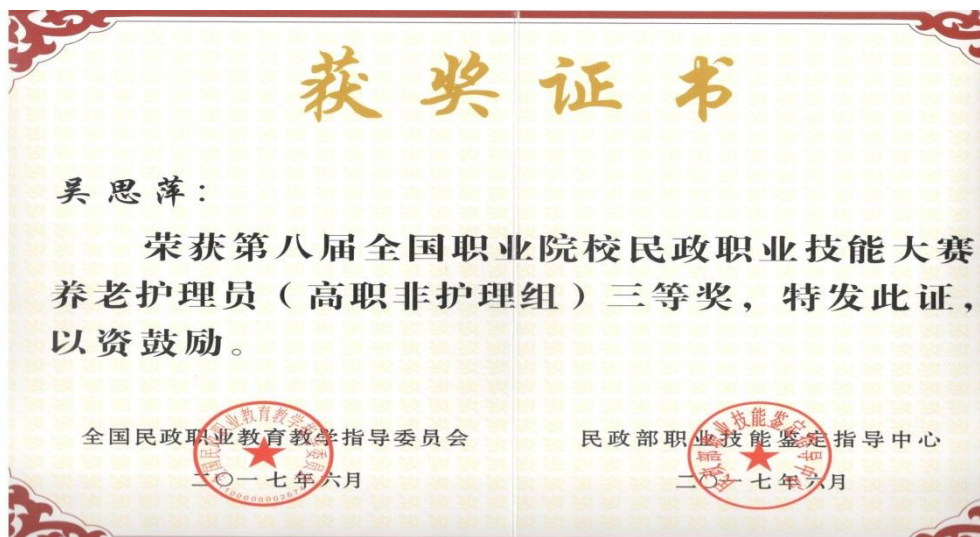 获奖证书
吴思萍：
荣获第八届全国职业院校民政职业技能大赛
养老护理员（高职非护理组）三等奖，特发此证，
以资鼓励。
全国民政职业教育教学指导委员会
二〇一七年六月
民政部职业技能鉴定指导中心
二〇一七年六月